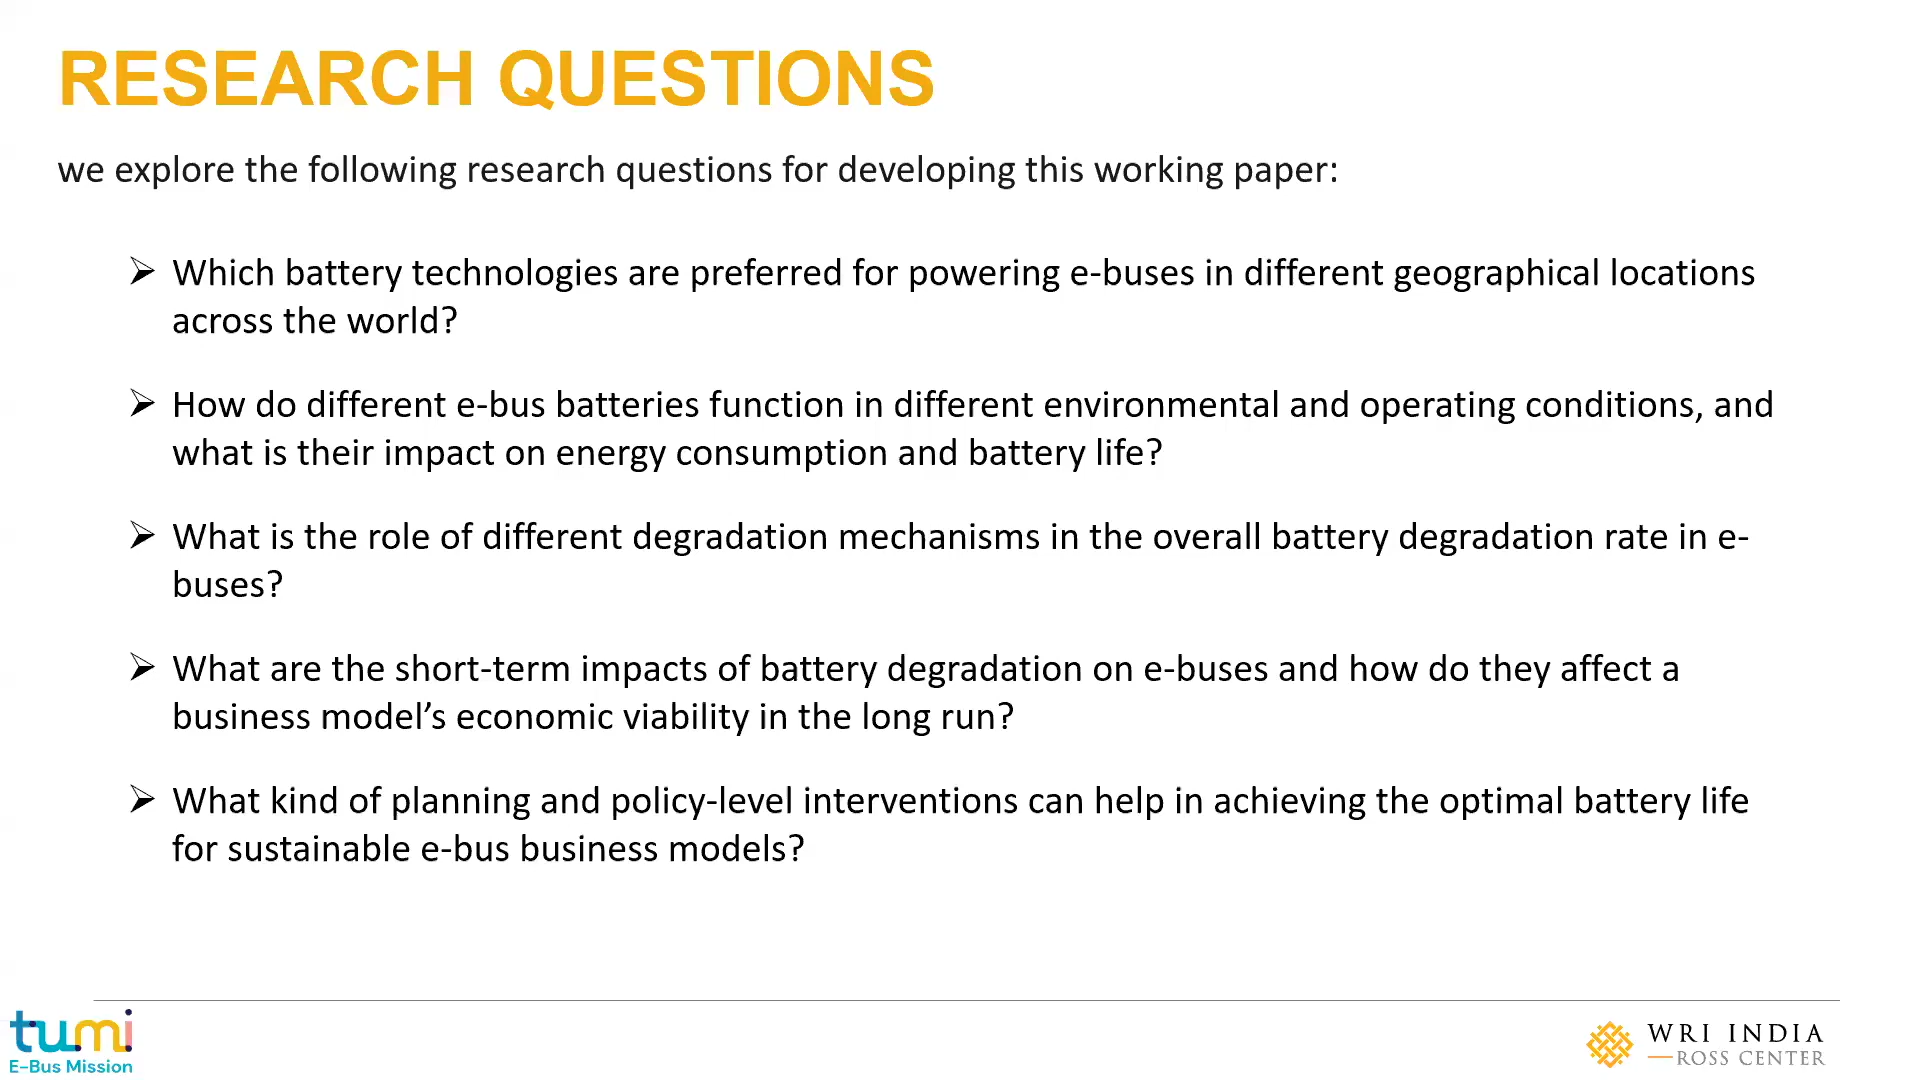 RESEARCH QUESTIONS
we explore the following research questions for developing this working paper:
Which battery technologies are preferred for powering e-buses in different geographical locations
across the world?
How do different e-bus batteries function in different environmental and operating conditions, and
what is their impact on energy consumption and battery life?
What is the role of different degradation mechanisms in the overall battery degradation rate in e-
buses?
What are the short-term impacts of battery degradation on e-buses and how do they affect a
business model’s economic viability in the long run?
What kind of planning and policy-level interventions can help in achieving the optimal battery life
for sustainable e-bus business models?
tumi
E-Bus Mission
WRI INDIA
ROSS CENTER